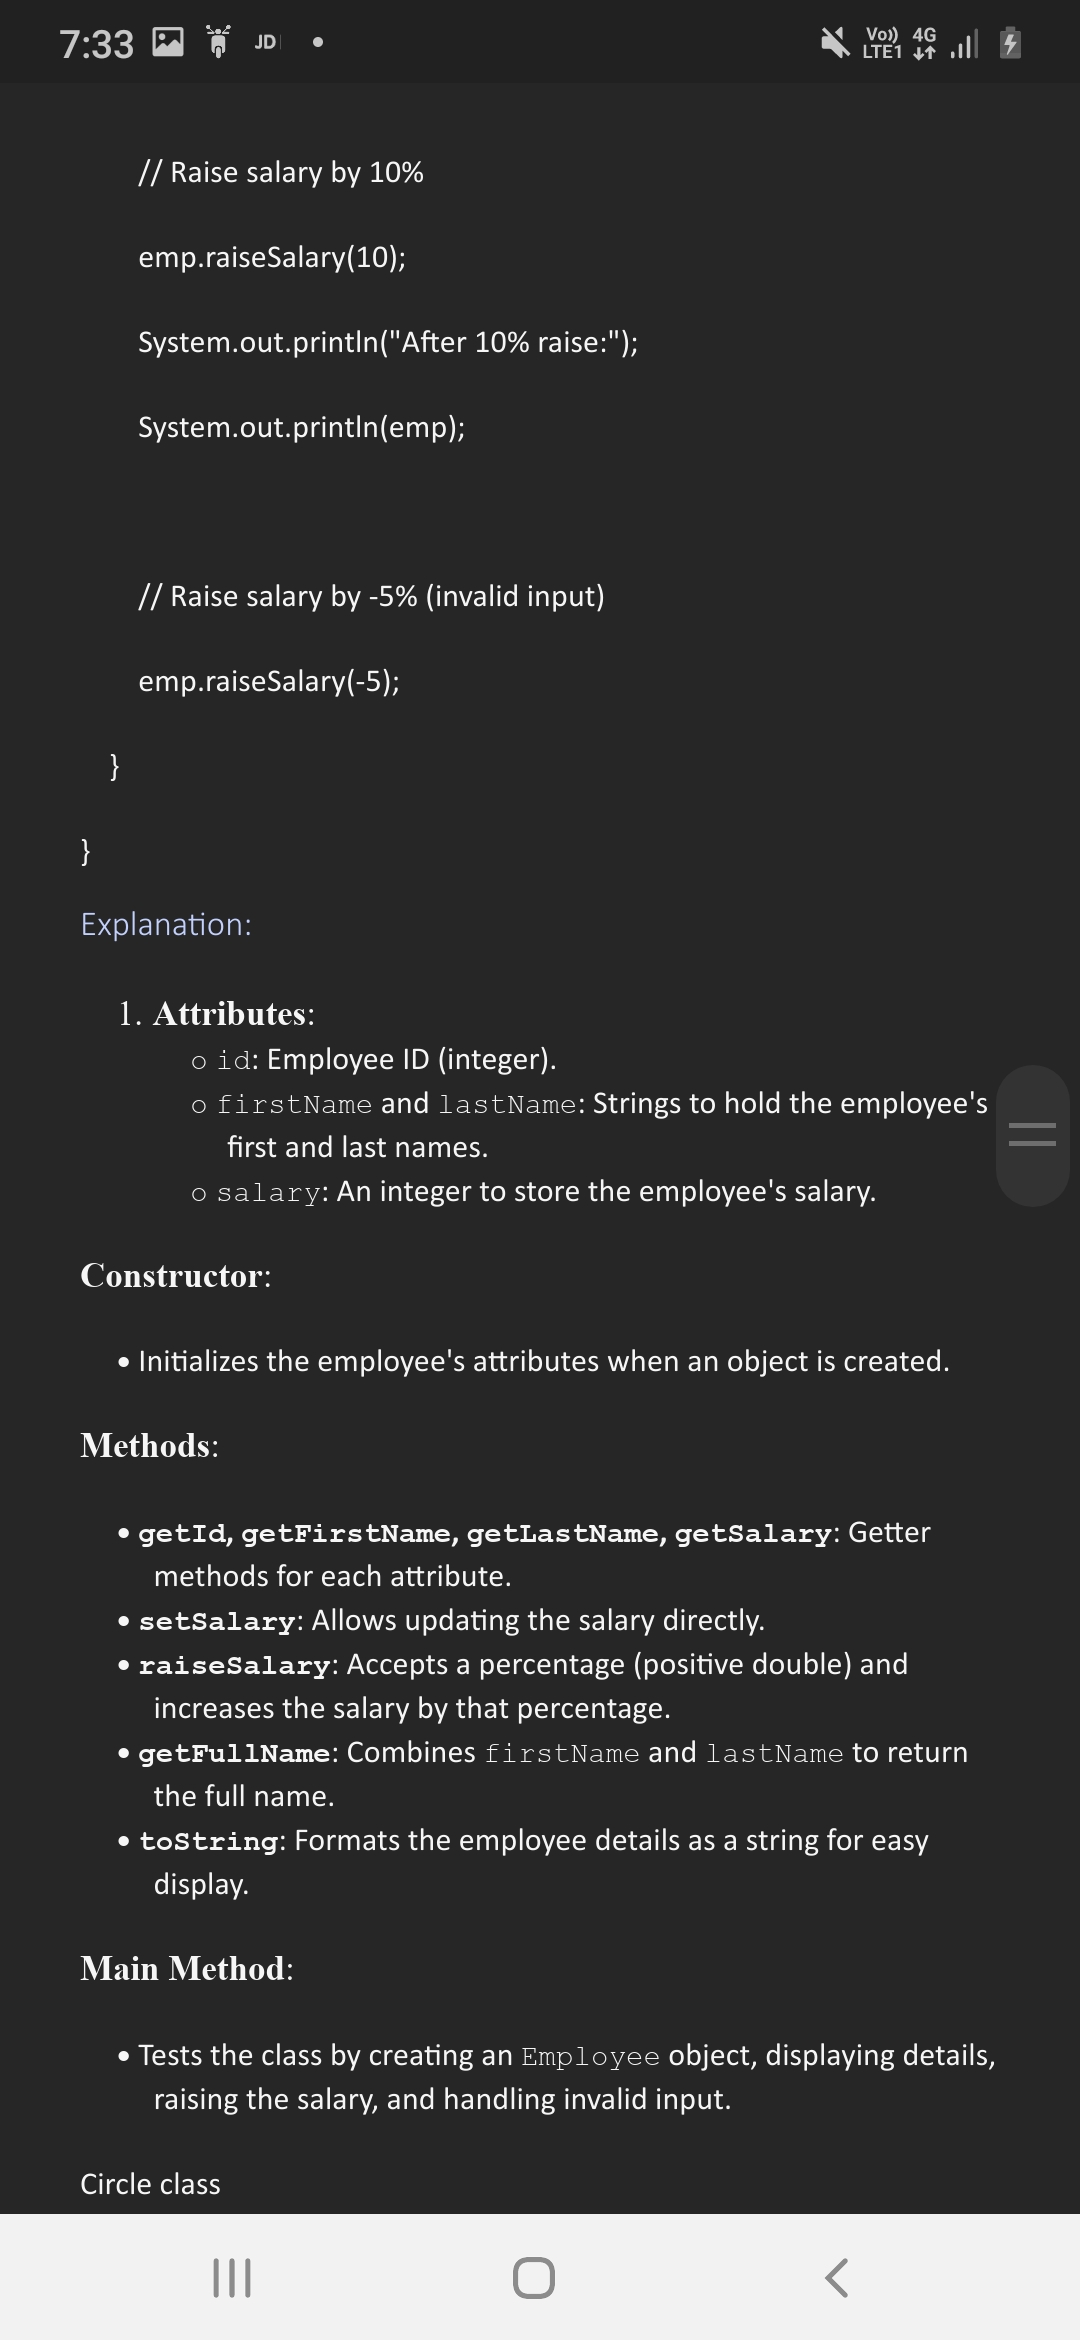 7:33 JD Vo)) 4G
LTE1
// Raise salary by 10%
emp.raiseSalary(10);
System.out.println("After 10% raise:");
System.out.println(emp);
// Raise salary by -5% (invalid input)
emp.raiseSalary(-5);
}
}
Explanation:
1. Attributes:
o id: Employee ID (integer).
o firstName and lastName: Strings to hold the employee's
first and last names.
o salary: An integer to store the employee's salary.
Constructor:
• Initializes the employee's attributes when an object is created.
Methods:
• getId, getFirstName, getLastName, getSalary: Getter
methods for each attribute.
• setSalary: Allows updating the salary directly.
• raiseSalary: Accepts a percentage (positive double) and
increases the salary by that percentage.
• getFullName: Combines firstName and lastName to return
the full name.
• toString: Formats the employee details as a string for easy
display.
Main Method:
• Tests the class by creating an Employee object, displaying details,
raising the salary, and handling invalid input.
Circle class